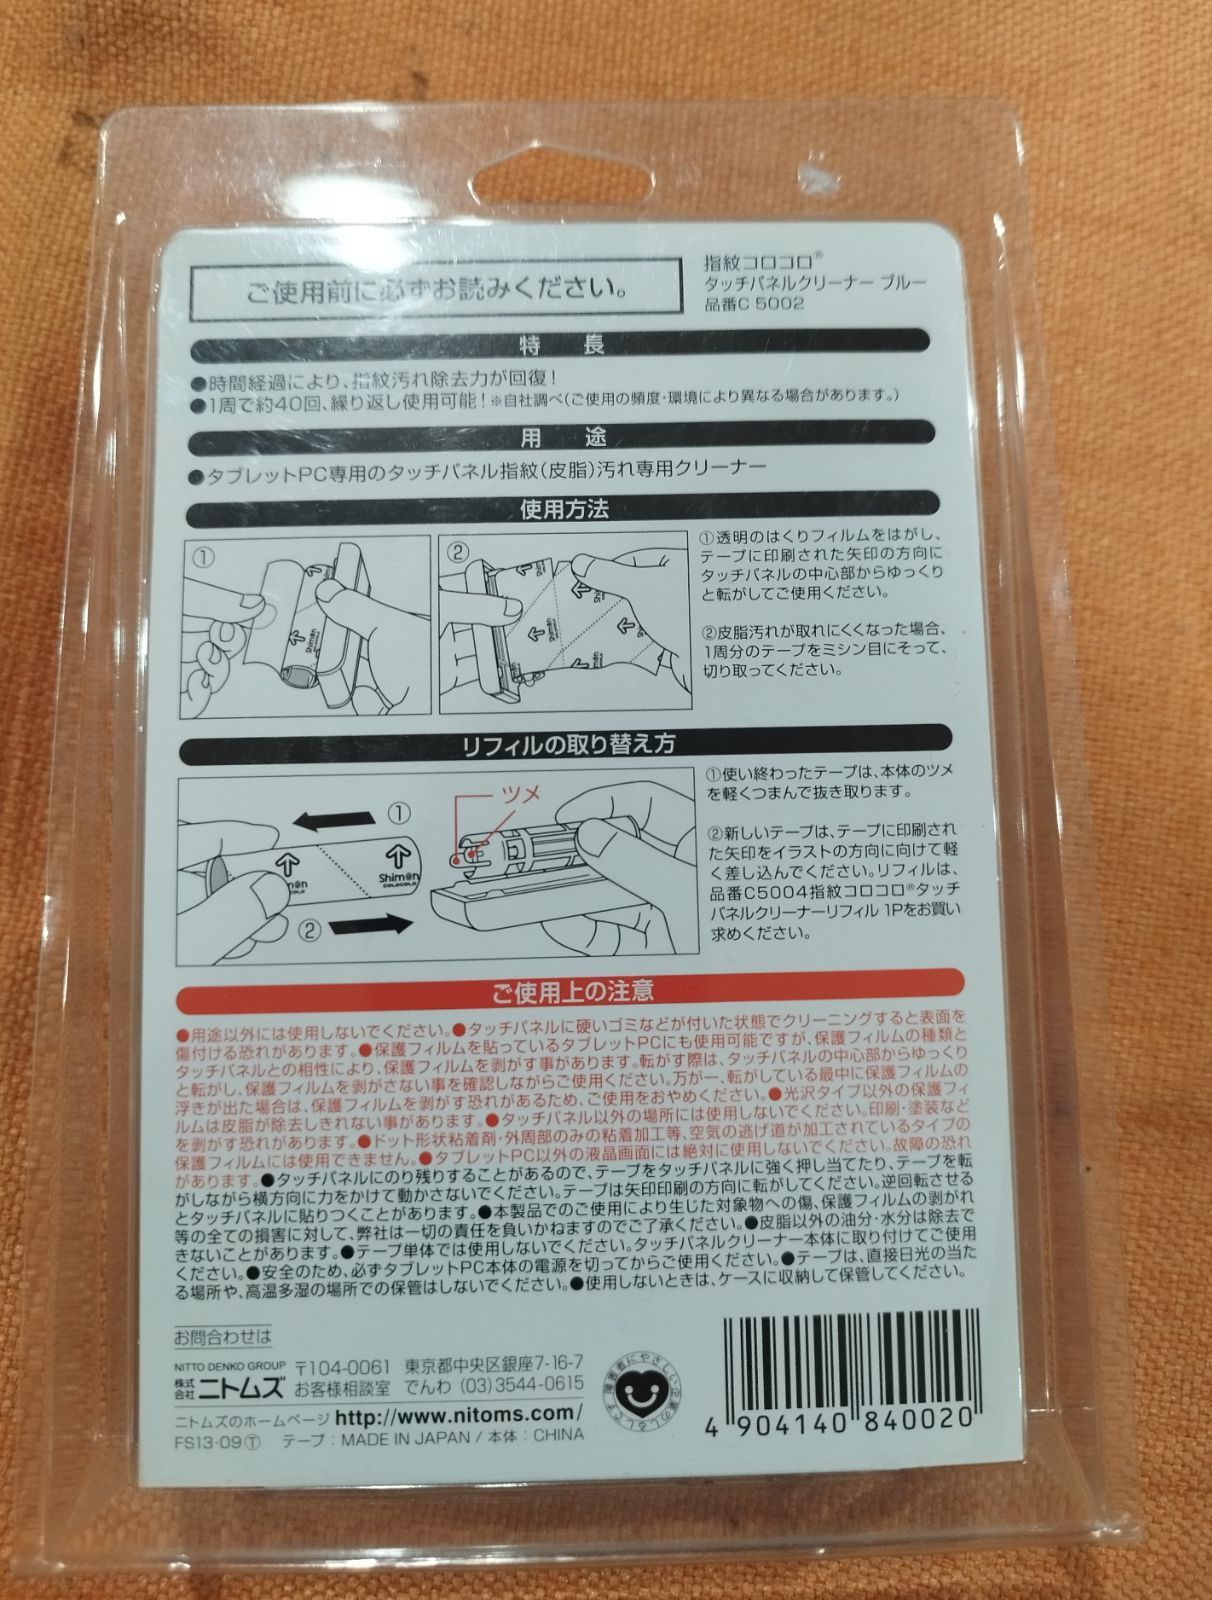 ご使用前に必ずお読みください。
指紋コロコロ®
タッチパネルクリーナー ブルー
品番C 5002
特 長
●時間経過により、指紋汚れ除去力が回復!
●1周で約40回、繰り返し使用可能!※自社調べ(ご使用の頻度・環境により異なる場合があります。)
用 途
●タブレットPC専用のタッチパネル指紋(皮脂)汚れ専用クリーナー
使用方法
①
②
①透明のはくりフィルムをはがし、
テープに印刷された矢印の方向に
タッチパネルの中心部からゆっくり
と転がしてご使用ください。
②皮脂汚れが取れにくくなった場合、
1周分のテープをミシン目にそって、
切り取ってください。
リフィルの取り替え方
①
ツメ
Shimon
COLOCOLO
②
①使い終わったテープは、本体のツメ
を軽くつまんで抜き取ります。
②新しいテープは、テープに印刷され
た矢印をイラストの方向に向けて軽
く差し込んでください。リフィルは、
品番C5004指紋コロコロ®タッチ
パネルクリーナーリフィル 1Pをお買い
求めください。
ご使用上の注意
●用途以外には使用しないでください。●タッチパネルに硬いゴミなどが付いた状態でクリーニングすると表面を
傷付ける恐れがあります。●保護フィルムを貼っているタブレットPCにも使用可能ですが、保護フィルムの種類と
タッチパネルとの相性により、保護フィルムを剥がす事があります。転がす際は、タッチパネルの中心部からゆっくり
と転がし、保護フィルムを剥がさない事を確認しながらご使用ください。万が一、転がしている最中に保護フィルムの
浮きが出た場合は、保護フィルムを剥がす恐れがあるため、ご使用をおやめください。●光沢タイプ以外の保護フィ
ルムは皮脂が除去しきれない事があります。●タッチパネル以外の場所には使用しないでください。印刷・塗装など
を剥がす恐れがあります。●ドット形状粘着剤・外周部のみの粘着加工等、空気の逃げ道が加工されているタイプの
保護フィルムには使用できません。●タブレットPC以外の液晶画面には絶対に使用しないでください。故障の恐れ
があります。●タッチパネルにのり残りすることがあるので、テープをタッチパネルに強く押し当てたり、テープを転
がしながら横方向に力をかけて動かさないでください。テープは矢印印刷の方向に転がしてください。逆回転させる
とタッチパネルに貼りつくことがあります。●本製品でのご使用により生じた対象物への傷、保護フィルムの剥がれ
等の全ての損害に対して、弊社は一切の責任を負いかねますのでご了承ください。●皮脂以外の油分・水分は除去で
きないことがあります。●テープ単体では使用しないでください。タッチパネルクリーナー本体に取り付けてご使用
ください。●安全のため、必ずタブレットPC本体の電源を切ってからご使用ください。●テープは、直接日光の当た
る場所や、高温多湿の場所での保管はしないでください。●使用しないときは、ケースに収納して保管してください。
お問合わせは
NITTO DENKO GROUP
株式会社ニトムズ
〒104-0061 東京都中央区銀座7-16-7
お客様相談室 でんわ (03)3544-0615
ニトムズのホームページ http://www.nitoms.com/
FS13-09Ⓣ テープ:MADE IN JAPAN / 本体:CHINA
障害者にやさしい企業のしるしです
4 904140 840020